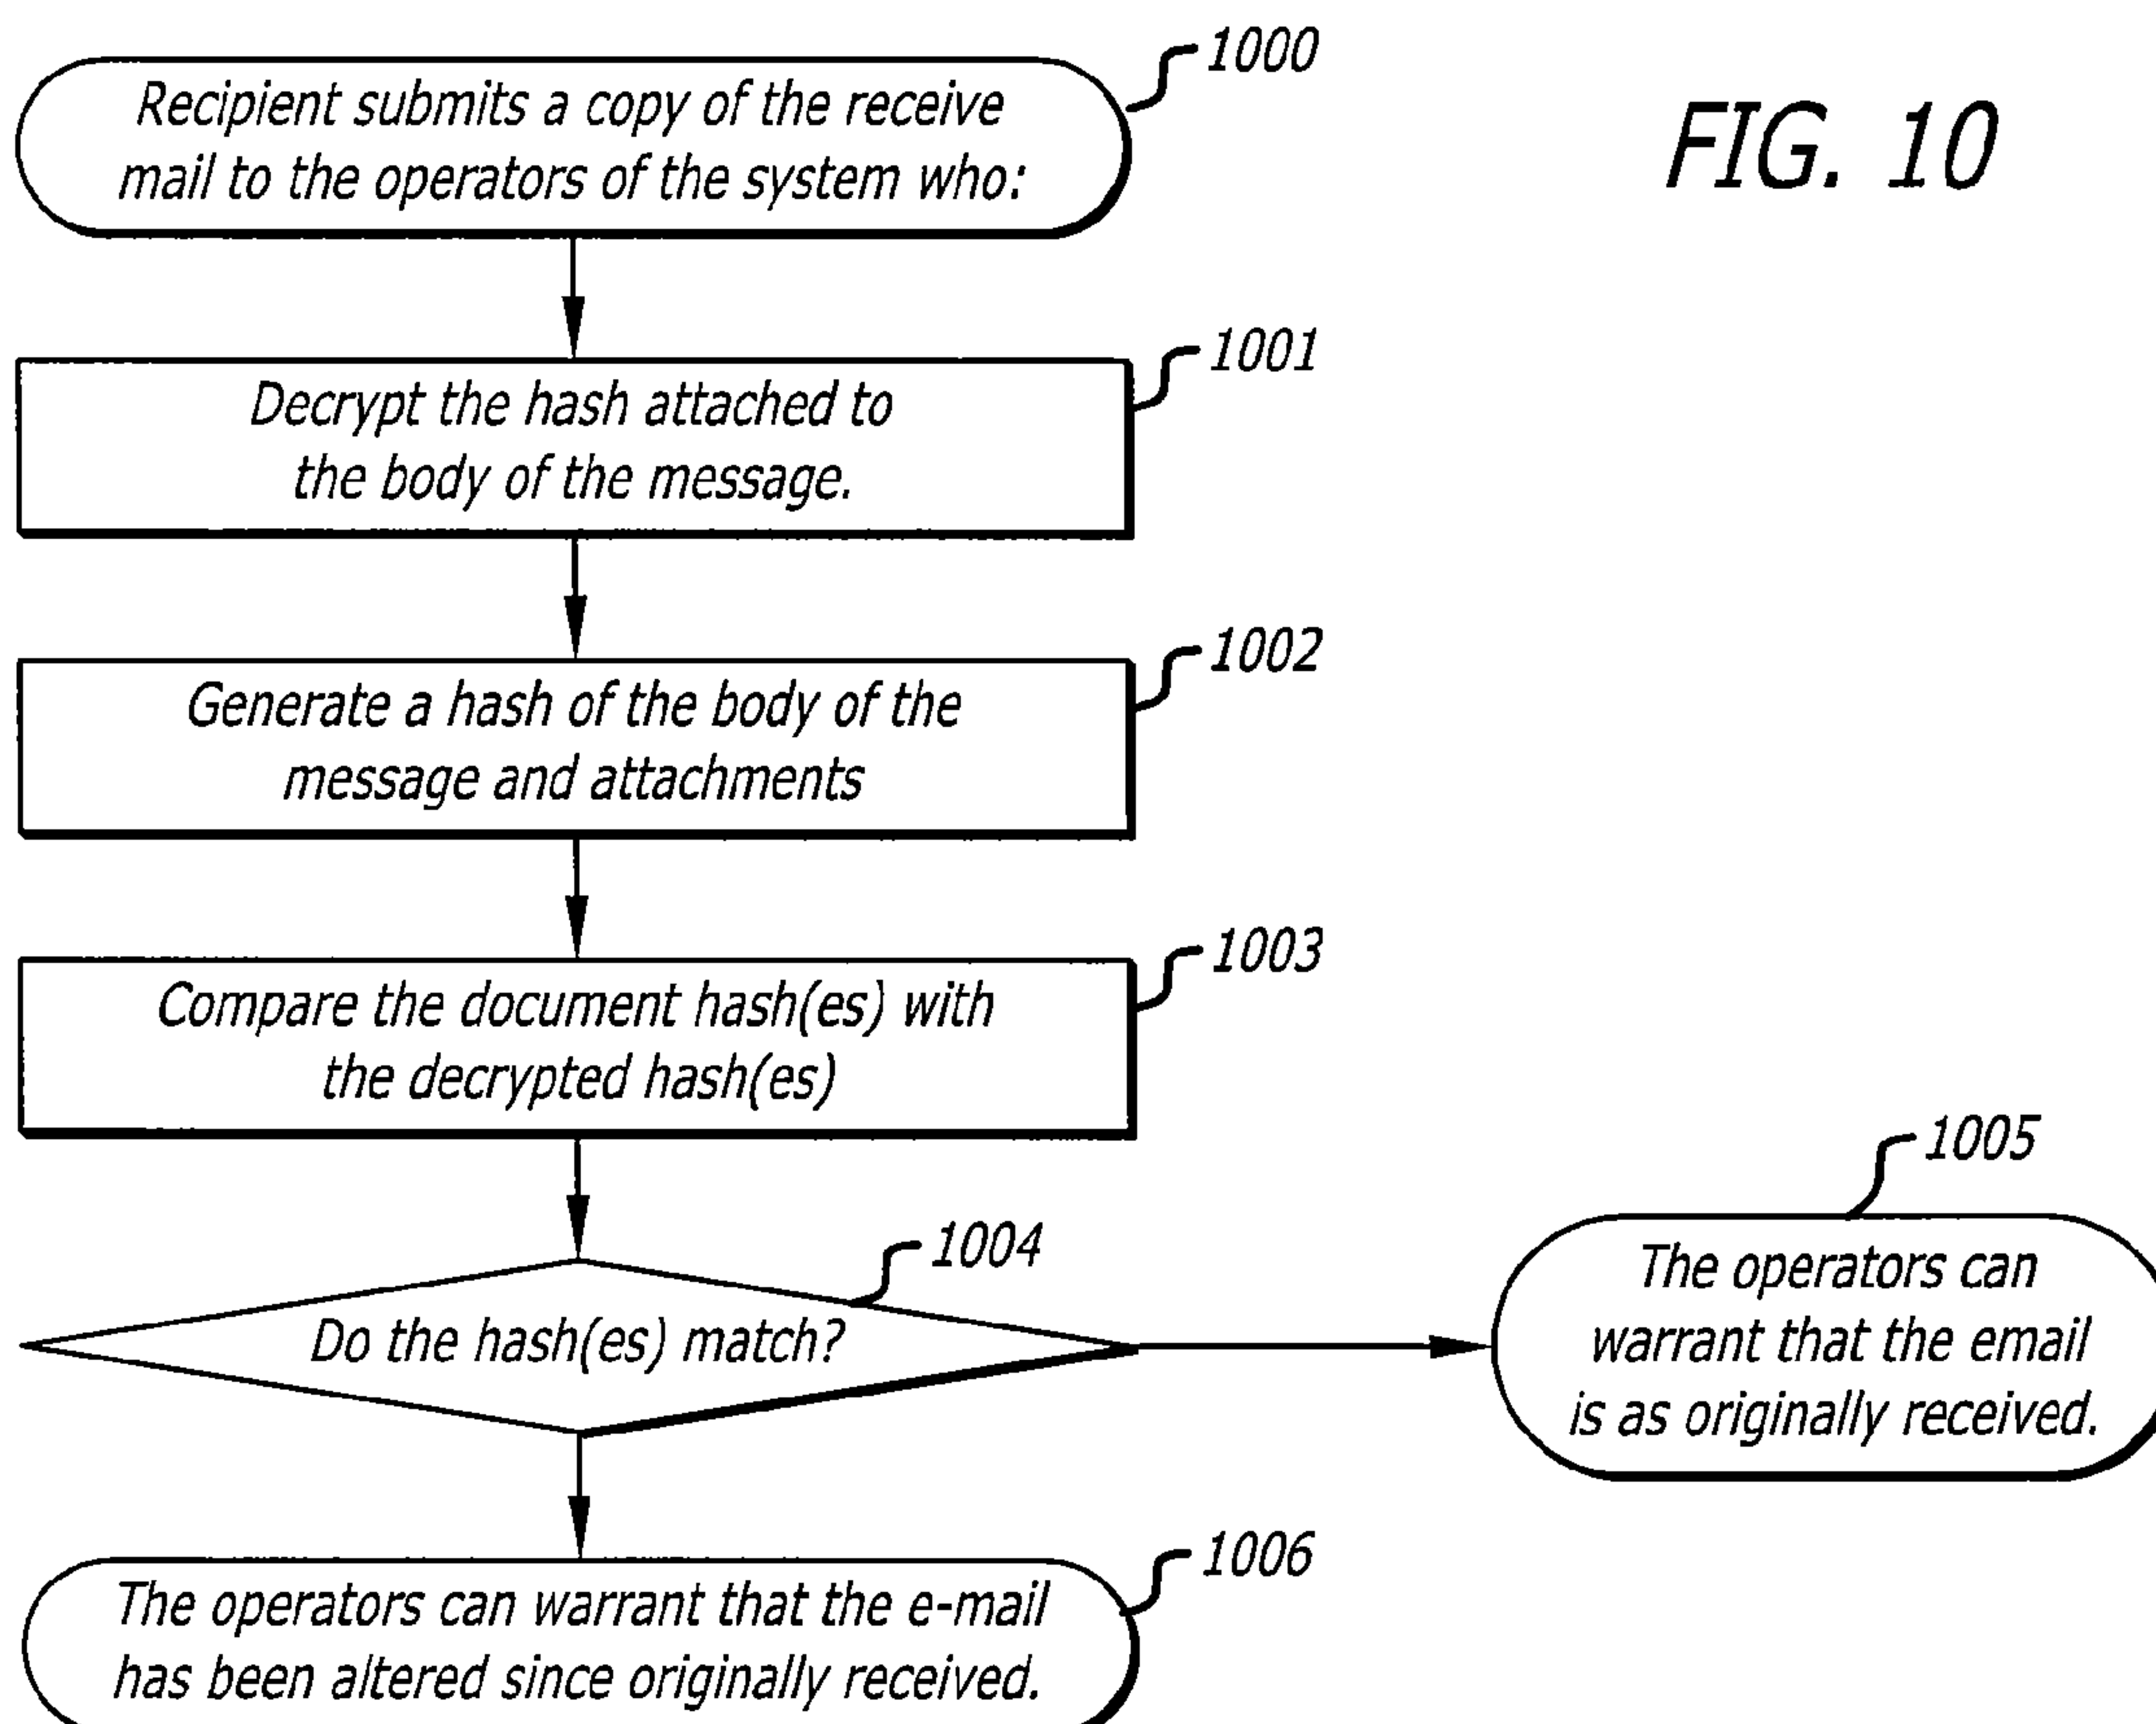 1000
FIG. 10
Recipient submits a copy of the receive
mail to the operators of the system who:
1001
Decrypt the hash attached to
the body of the message.
1002
Generate a hash of the body of the
message and attachments
1003
Compare the document hash(es) with
the decrypted hash(es)
1004
Do the hash(es) match?
1005
The operators can
warrant that the email
is as originally received.
1006
The operators can warrant that the e-mail
has been altered since originally received.